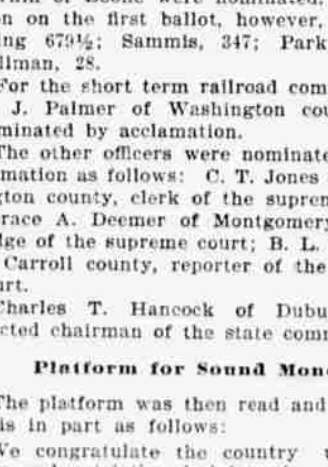 on on the first ballot, however,
ing 679½; Sammis, 347; Park
llman, 28.
For the short term railroad com
J. Palmer of Washington cou
minated by acclamation.
The other officers were nominate
mation as follows: C. T. Jones
gton county, clerk of the suprem
race A. Deemer of Montgomery
dge of the supreme court; B. L.
Carroll county, reporter of the
urt.
Charles T. Hancock of Dubu
cted chairman of the state comm
Platform for Sound Mone
The platform was then read and
is in part as follows:
We congratulate the country